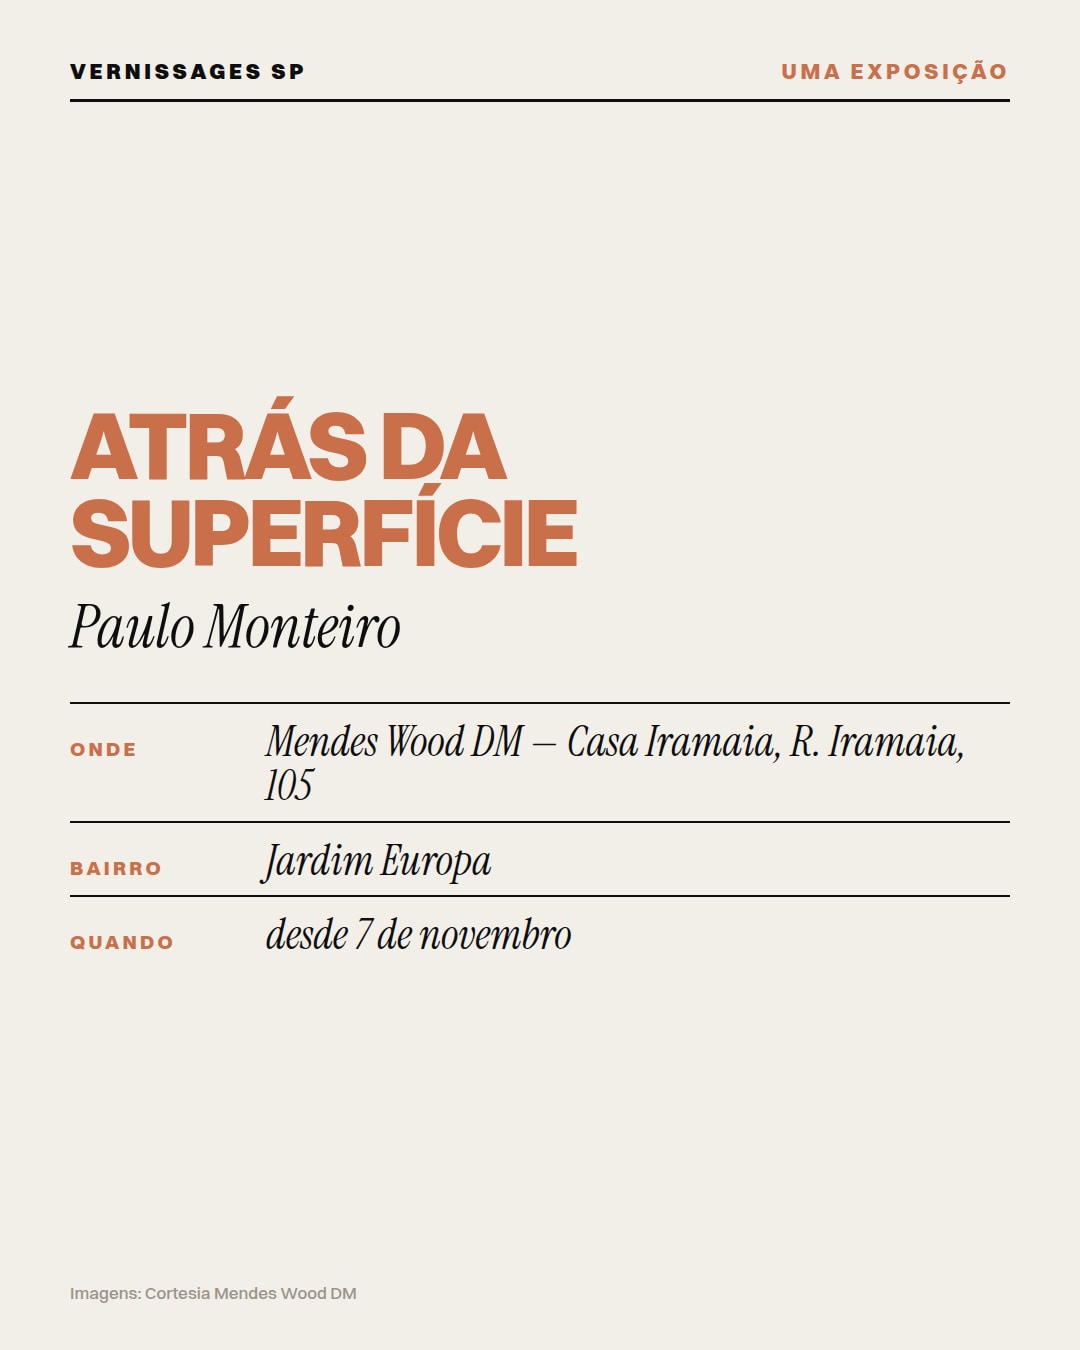 VERNISSAGES SP
UMA EXPOSIÇÃO
ATRÁS DA
SUPERFÍCIE
Paulo Monteiro
ONDE
Mendes Wood DM — Casa Iramaia, R. Iramaia,
105
BAIRRO
Jardim Europa
QUANDO
desde 7 de novembro
Imagens: Cortesia Mendes Wood DM